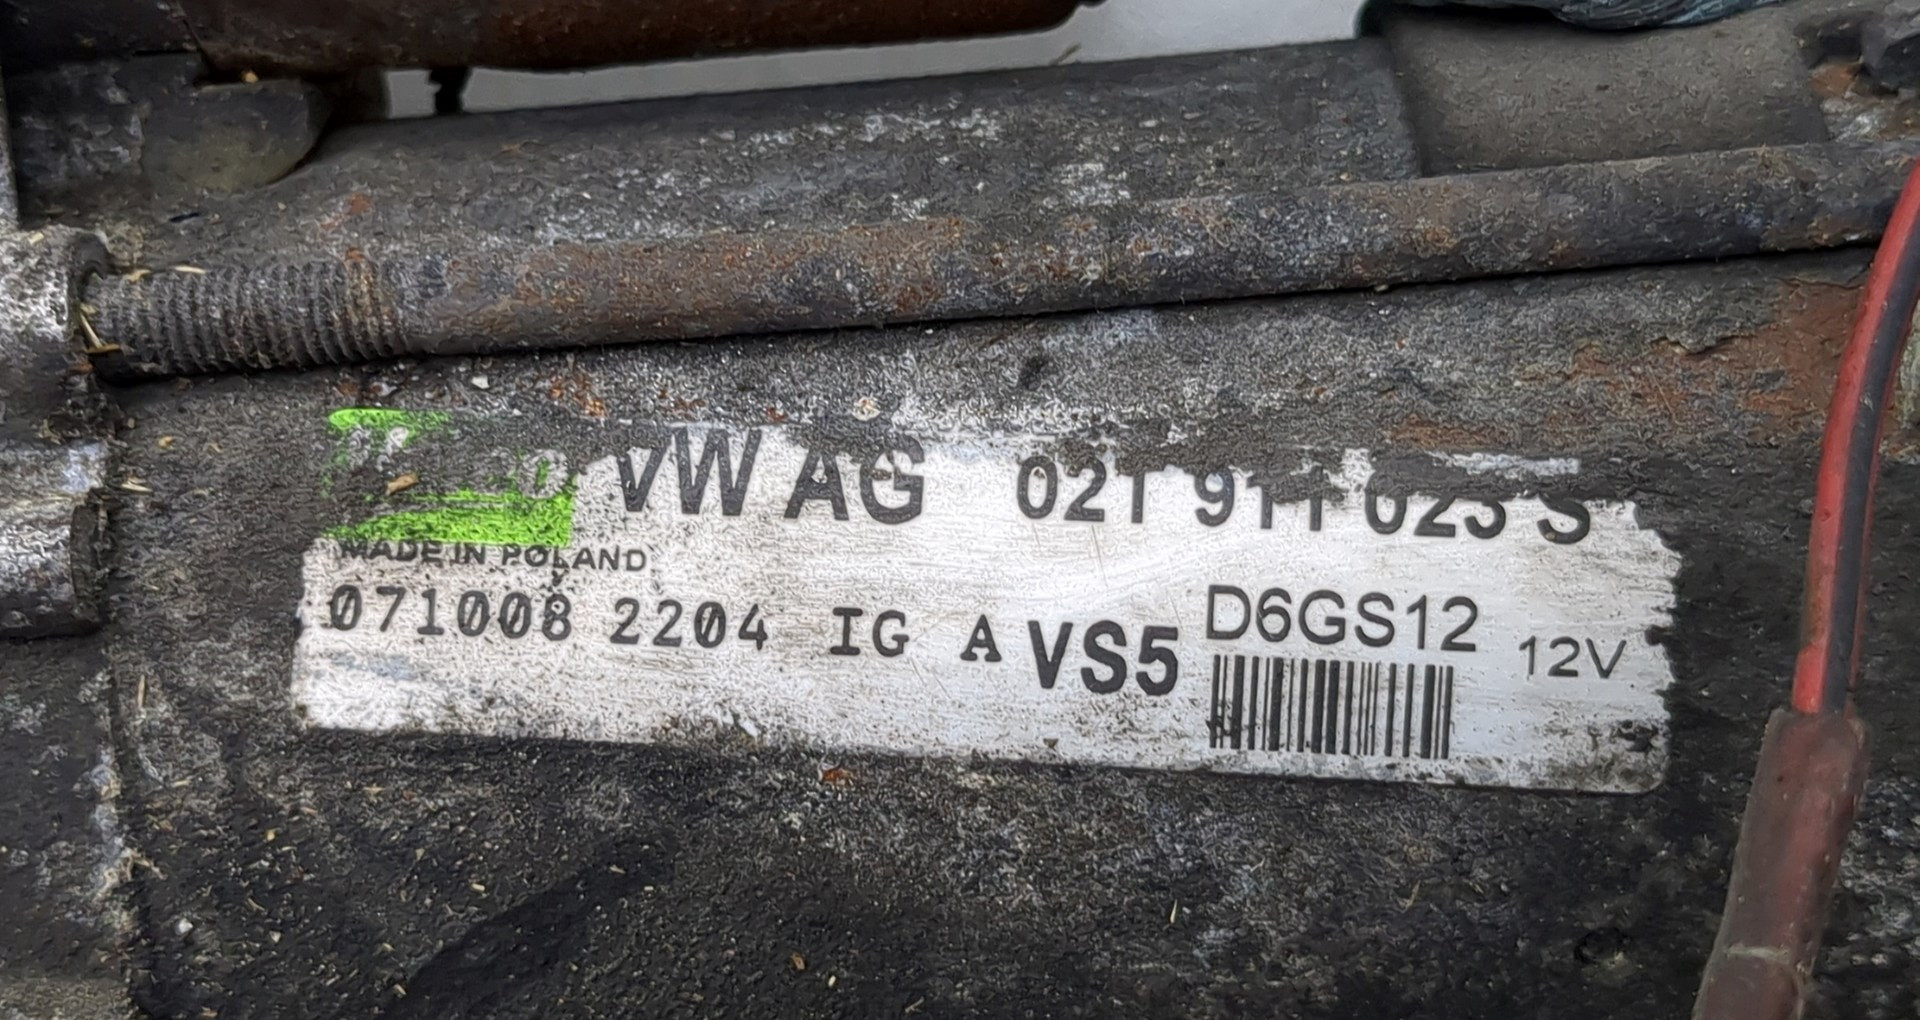 VW AG 02T 911 023 S
MADE IN POLAND
071008 2204 IG A VS5 D6GS12 12V